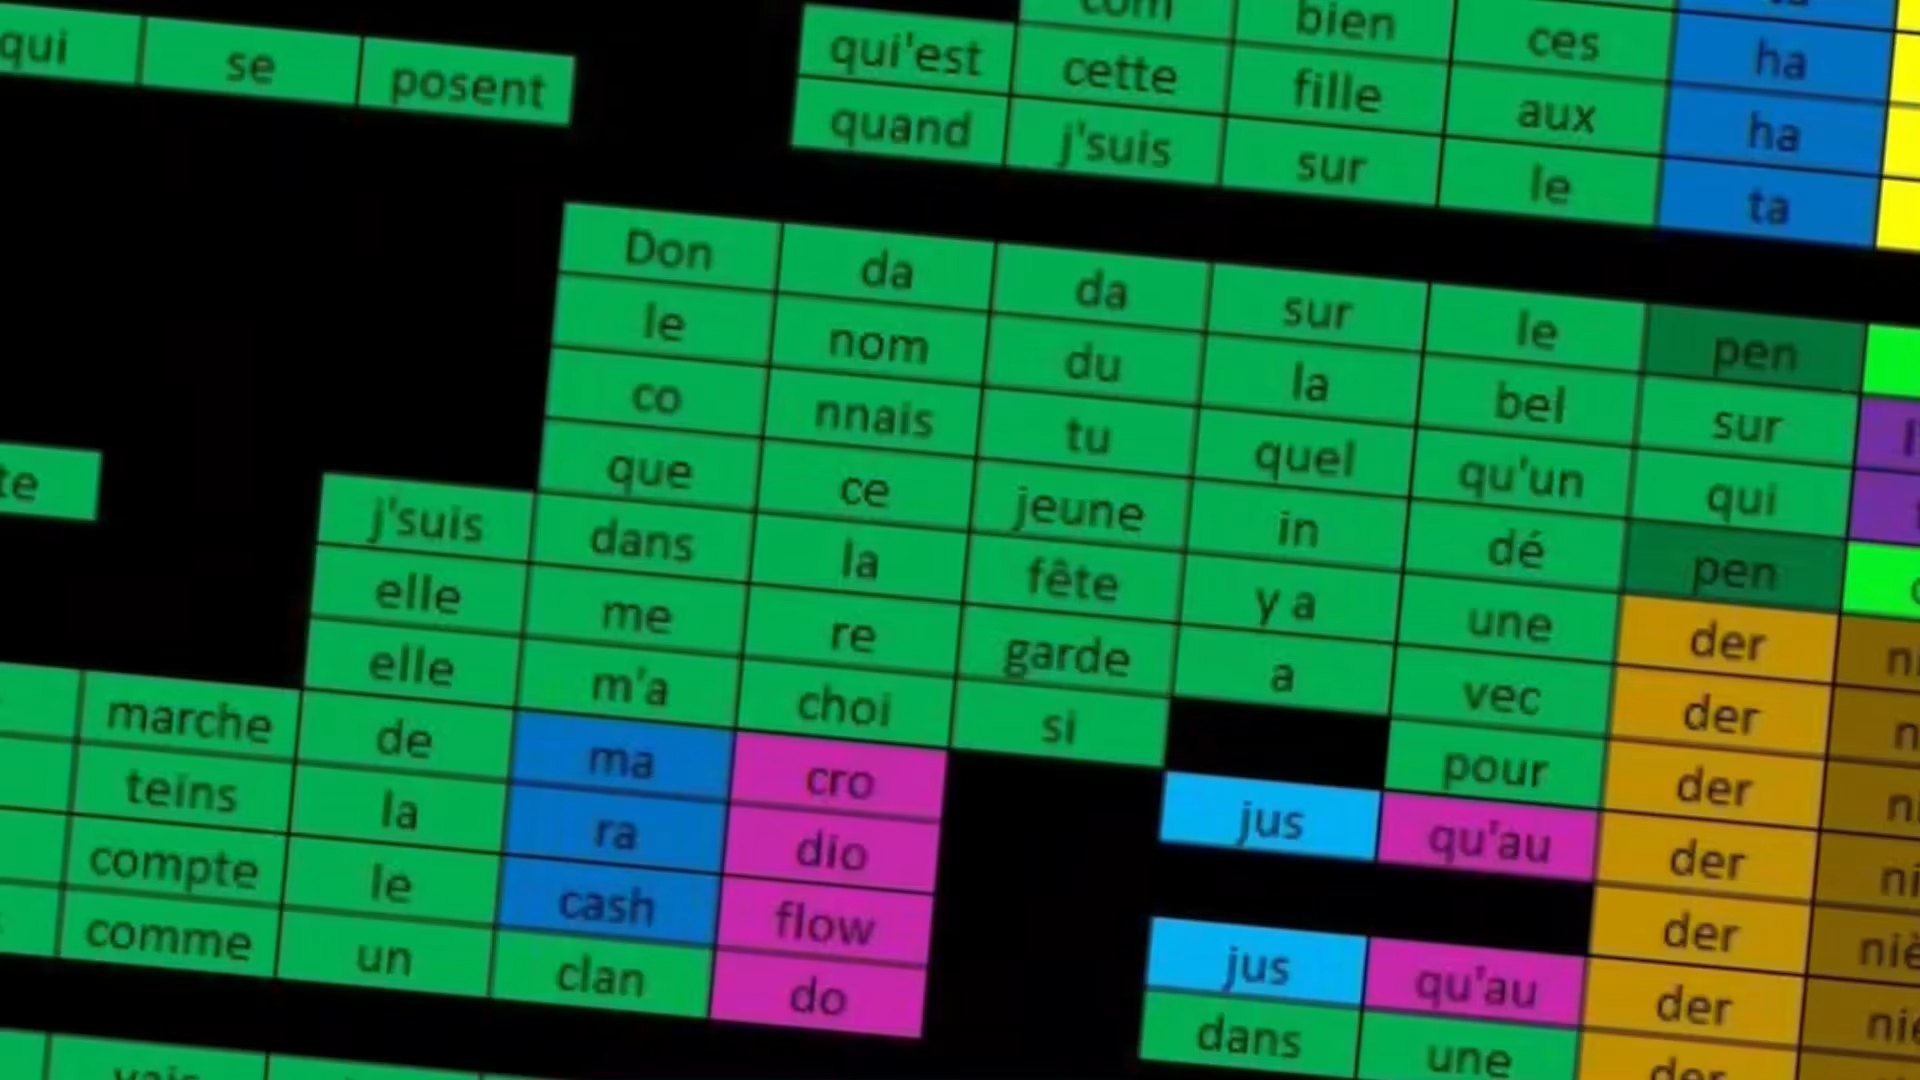 com bien ces ha
qui'est cette fille aux ha
qui se posent quand j'suis sur le ta
Don da da sur le pen
le nom du la bel sur
co nnais tu quel qu'un qui
que ce jeune in dé pen
te j'suis dans la fête y a une der
elle me re garde a vec der
elle m'a choi si pour der
marche de ma cro jus qu'au der
teins la ra dio der
compte le cash flow jus qu'au der
comme un clan do dans une der